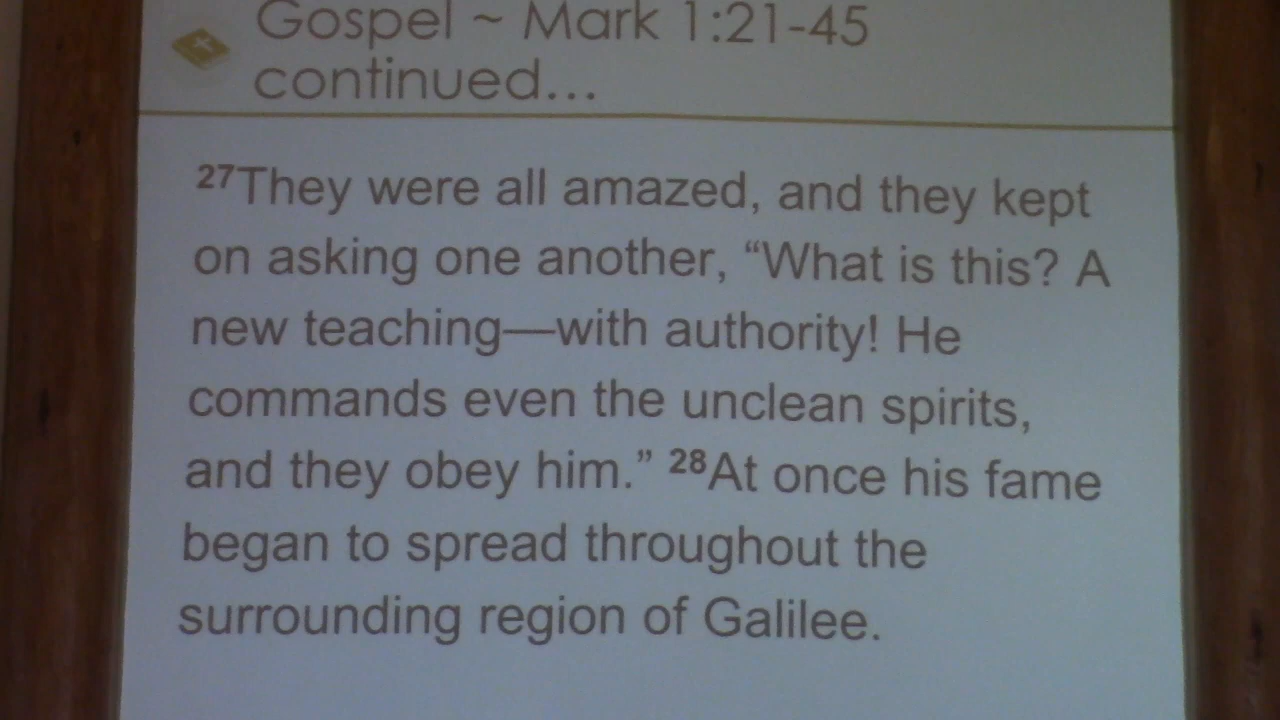 Gospel ~ Mark 1:21-45
continued...
27They were all amazed, and they kept
on asking one another, “What is this? A
new teaching—with authority! He
commands even the unclean spirits,
and they obey him.” 28At once his fame
began to spread throughout the
surrounding region of Galilee.